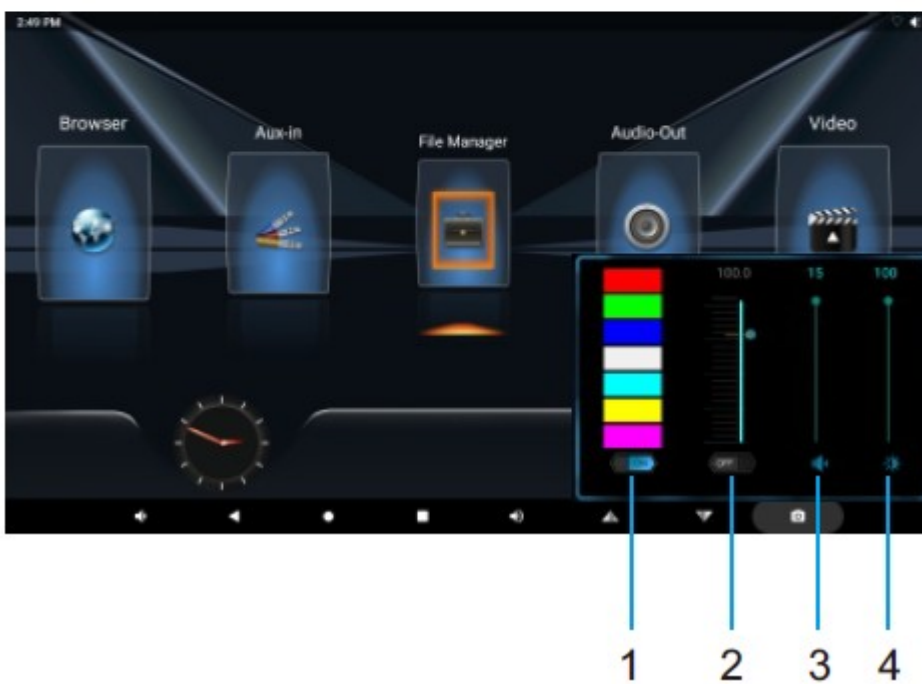 2:49 PM
Browser
Aux-in
File Manager
Audio-Out
Video
100.0
15
100
ON
OFF
1
2
3
4